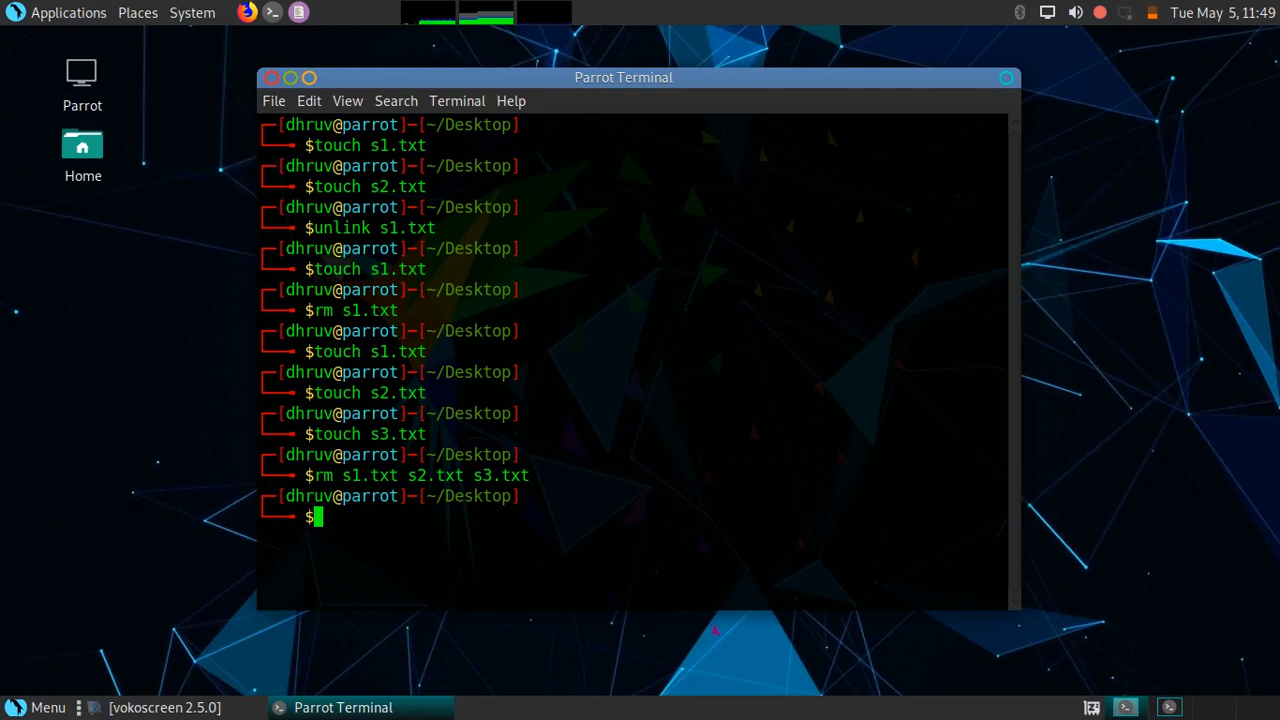 Applications Places System Tue May 5, 11:49
Parrot Terminal
File Edit View Search Terminal Help
Parrot
Home
┌─[dhruv@parrot]─[~/Desktop]
└──╼ $touch s1.txt
┌─[dhruv@parrot]─[~/Desktop]
└──╼ $touch s2.txt
┌─[dhruv@parrot]─[~/Desktop]
└──╼ $unlink s1.txt
┌─[dhruv@parrot]─[~/Desktop]
└──╼ $touch s1.txt
┌─[dhruv@parrot]─[~/Desktop]
└──╼ $rm s1.txt
┌─[dhruv@parrot]─[~/Desktop]
└──╼ $touch s1.txt
┌─[dhruv@parrot]─[~/Desktop]
└──╼ $touch s2.txt
┌─[dhruv@parrot]─[~/Desktop]
└──╼ $touch s3.txt
┌─[dhruv@parrot]─[~/Desktop]
└──╼ $rm s1.txt s2.txt s3.txt
┌─[dhruv@parrot]─[~/Desktop]
└──╼ $
Menu [vokoscreen 2.5.0] Parrot Terminal